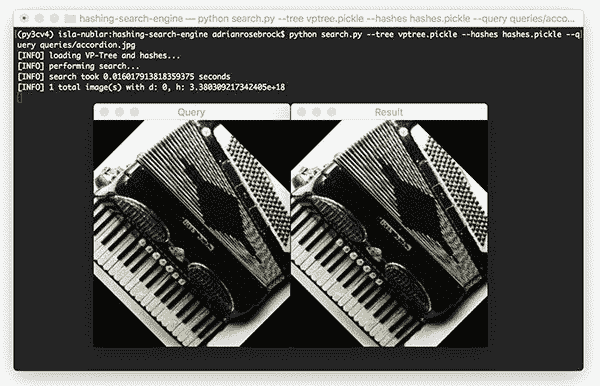 hashing-search-engine — python search.py --tree vptree.pickle --hashes hashes.pickle --query queries/acco...
(py3cv4) isla-nublar:hashing-search-engine adrianrosebrock$ python search.py --tree vptree.pickle --hashes hashes.pickle --q
uery queries/accordion.jpg
[INFO] loading VP-Tree and hashes...
[INFO] performing search...
[INFO] search took 0.016017913818359375 seconds
[INFO] 1 total image(s) with d: 0, h: 3.380309217342405e+18
Query
Result